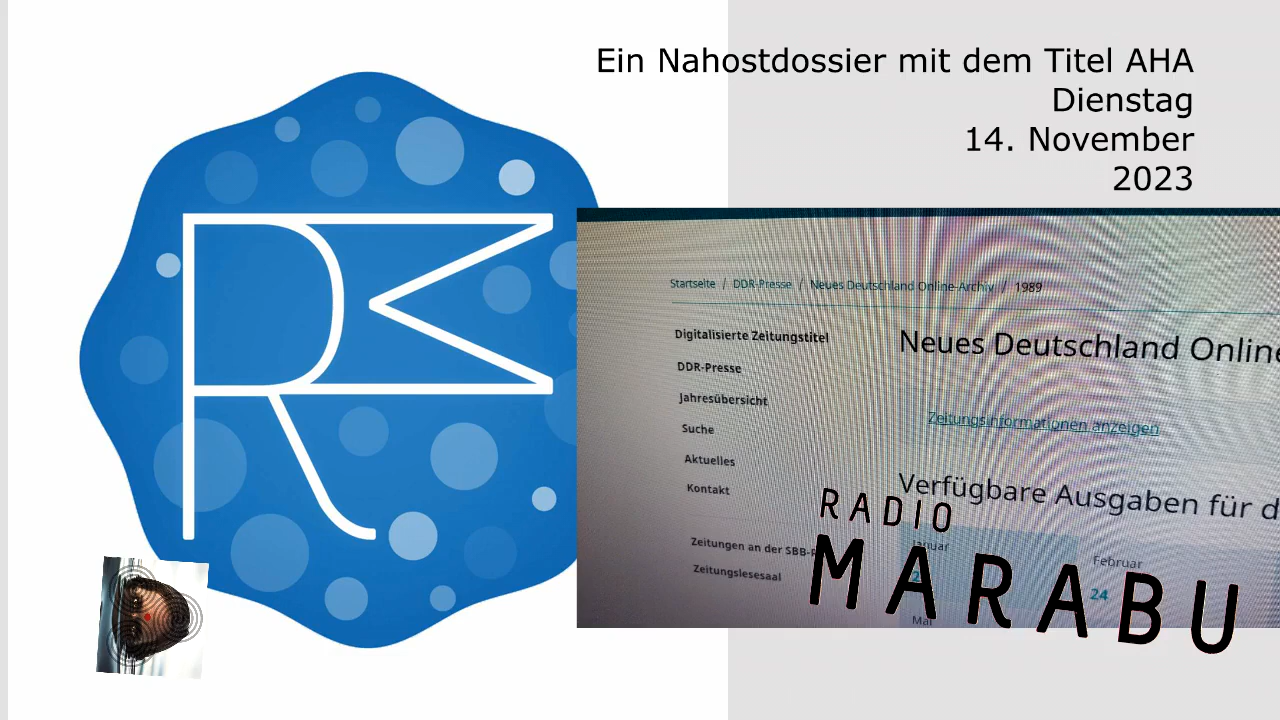 Ein Nahostdossier mit dem Titel AHA
Dienstag
14. November
2023
RM
Startseite / DDR-Presse / Neues Deutschland Online-Archiv / 1989
Digitalisierte Zeitungstitel
DDR-Presse
Jahresübersicht
Suche
Aktuelles
Kontakt
Zeitungen an der SBB-
Zeitungslesesaal
Neues Deutschland Online
Zeitungsinformationen anzeigen
Verfügbare Ausgaben für d
Januar
Februar
24
Mai
RADIO
MARABU